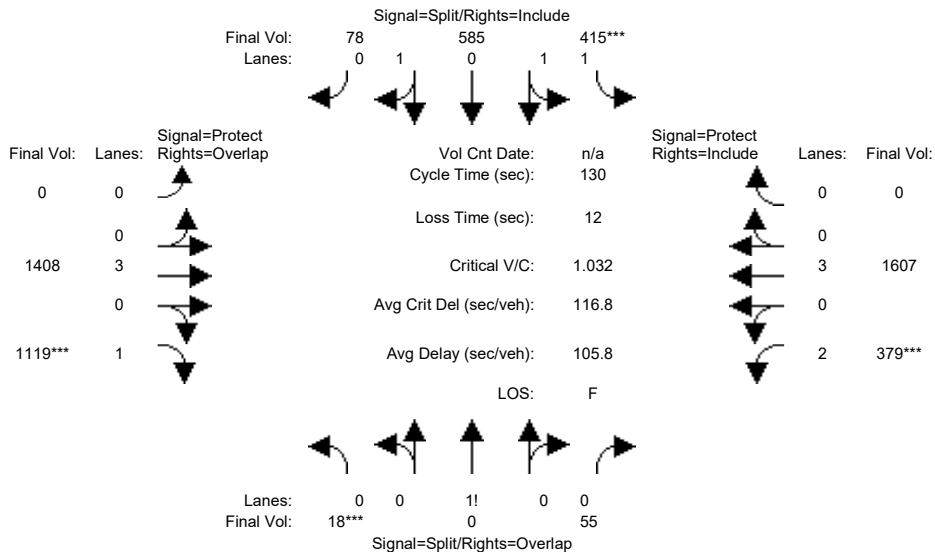 Signal=Split/Rights=Include
Final Vol: 78 585 415***
Lanes: 0 1 0 1 1
Signal=Protect Signal=Protect
Final Vol: Lanes: Rights=Overlap Vol Cnt Date: n/a Rights=Include Lanes: Final Vol:
Cycle Time (sec): 130
0 0 0 0
Loss Time (sec): 12
0 0
1408 3 Critical V/C: 1.032 3 1607
0 Avg Crit Del (sec/veh): 116.8 0
1119*** 1 Avg Delay (sec/veh): 105.8 2 379***
LOS: F
Lanes: 0 0 1! 0 0
Final Vol: 18*** 0 55
Signal=Split/Rights=Overlap